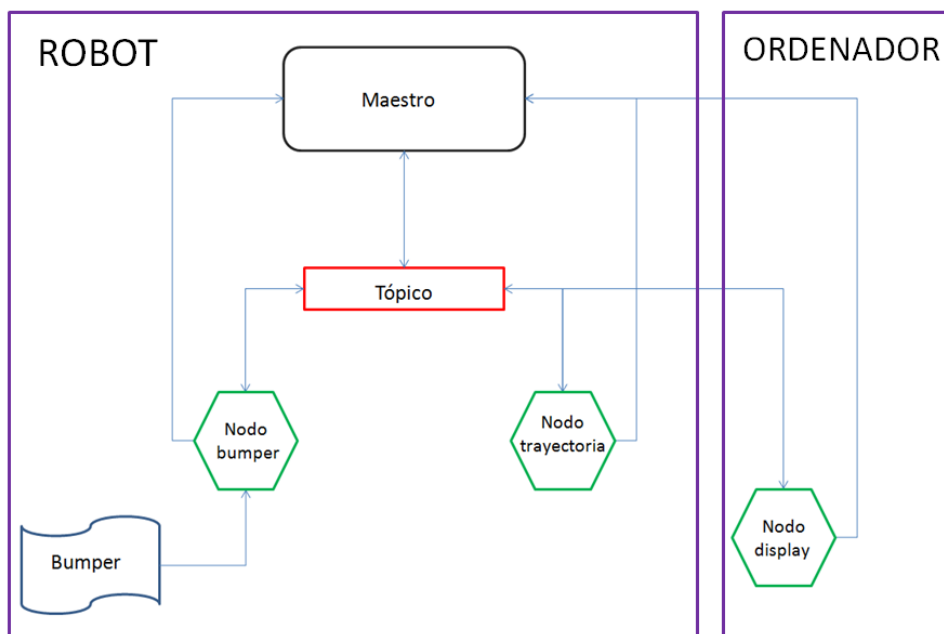 ROBOT
ORDENADOR
Maestro
Tópico
Nodo
bumper
Nodo
trayectoria
Nodo
display
Bumper